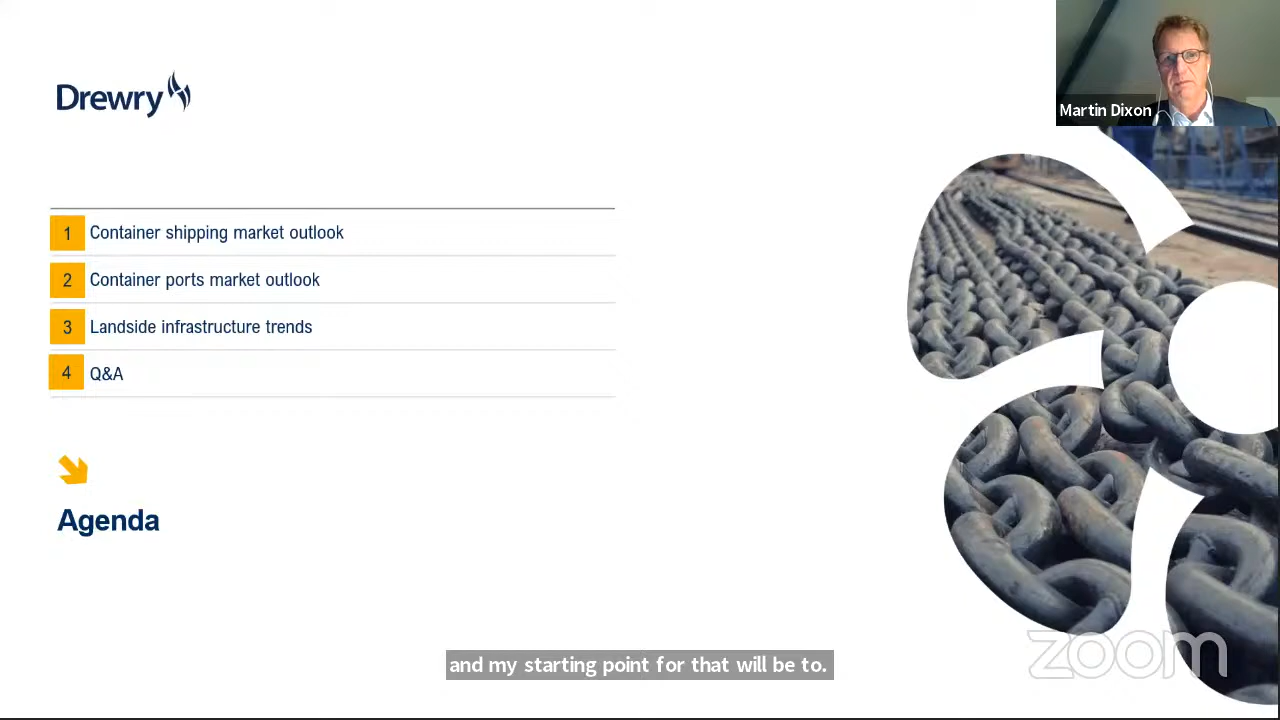 Drewry
Martin Dixon
1 Container shipping market outlook
2 Container ports market outlook
3 Landside infrastructure trends
4 Q&A
Agenda
and my starting point for that will be to.
zoom